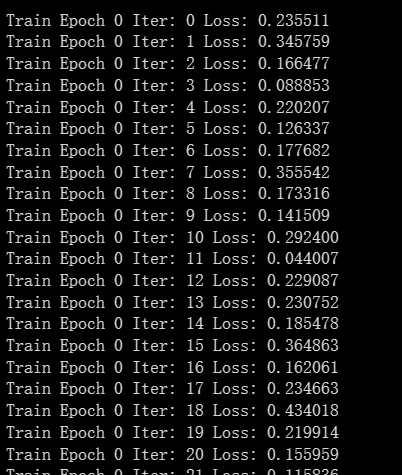 Train Epoch 0 Iter: 0 Loss: 0.235511
Train Epoch 0 Iter: 1 Loss: 0.345759
Train Epoch 0 Iter: 2 Loss: 0.166477
Train Epoch 0 Iter: 3 Loss: 0.088853
Train Epoch 0 Iter: 4 Loss: 0.220207
Train Epoch 0 Iter: 5 Loss: 0.126337
Train Epoch 0 Iter: 6 Loss: 0.177682
Train Epoch 0 Iter: 7 Loss: 0.355542
Train Epoch 0 Iter: 8 Loss: 0.173316
Train Epoch 0 Iter: 9 Loss: 0.141509
Train Epoch 0 Iter: 10 Loss: 0.292400
Train Epoch 0 Iter: 11 Loss: 0.044007
Train Epoch 0 Iter: 12 Loss: 0.229087
Train Epoch 0 Iter: 13 Loss: 0.230752
Train Epoch 0 Iter: 14 Loss: 0.185478
Train Epoch 0 Iter: 15 Loss: 0.364863
Train Epoch 0 Iter: 16 Loss: 0.162061
Train Epoch 0 Iter: 17 Loss: 0.234663
Train Epoch 0 Iter: 18 Loss: 0.434018
Train Epoch 0 Iter: 19 Loss: 0.219914
Train Epoch 0 Iter: 20 Loss: 0.155959
Train Epoch 0 Iter: 21 Loss: 0.115836